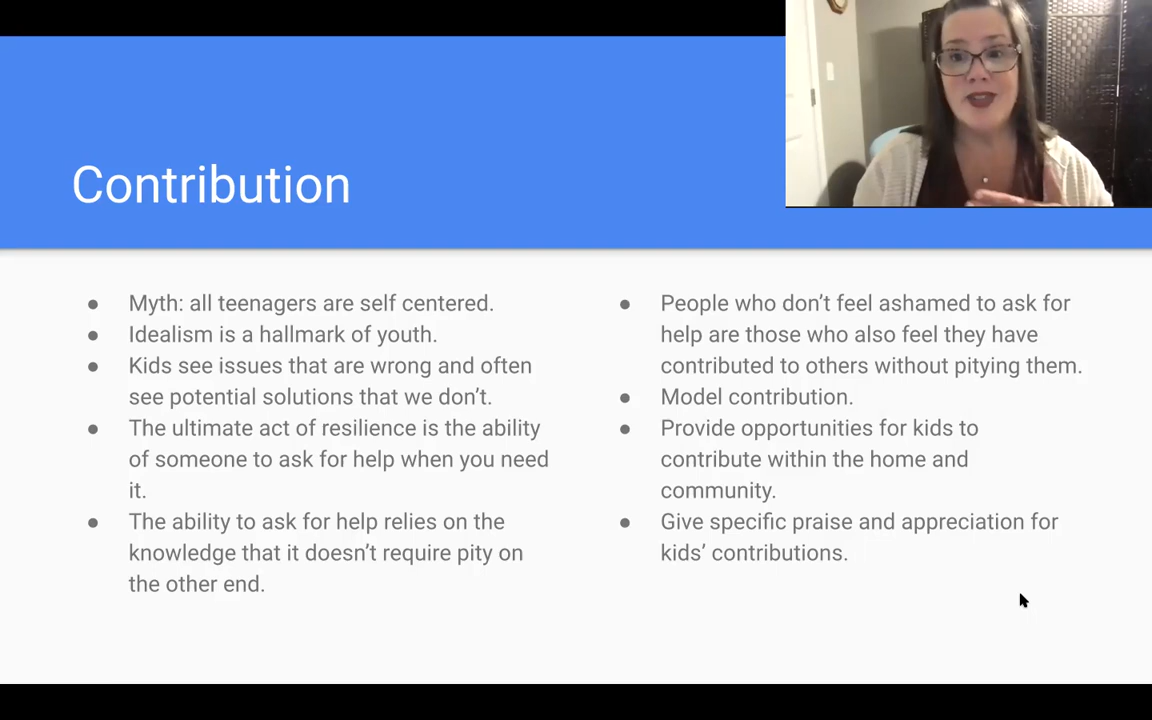 Contribution
Myth: all teenagers are self centered.
Idealism is a hallmark of youth.
Kids see issues that are wrong and often
see potential solutions that we don’t.
The ultimate act of resilience is the ability
of someone to ask for help when you need
it.
The ability to ask for help relies on the
knowledge that it doesn’t require pity on
the other end.
People who don’t feel ashamed to ask for
help are those who also feel they have
contributed to others without pitying them.
Model contribution.
Provide opportunities for kids to
contribute within the home and
community.
Give specific praise and appreciation for
kids’ contributions.